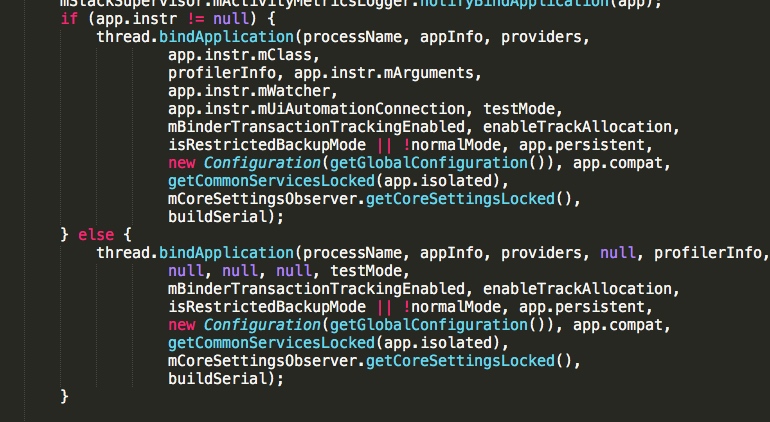 mStackSupervisor.mActivityMetricsLogger.notifyBindApplication(app);
if (app.instr != null) {
thread.bindApplication(processName, appInfo, providers,
app.instr.mClass,
profilerInfo, app.instr.mArguments,
app.instr.mWatcher,
app.instr.mUiAutomationConnection, testMode,
mBinderTransactionTrackingEnabled, enableTrackAllocation,
isRestrictedBackupMode || !normalMode, app.persistent,
new Configuration(getGlobalConfiguration()), app.compat,
getCommonServicesLocked(app.isolated),
mCoreSettingsObserver.getCoreSettingsLocked(),
buildSerial);
} else {
thread.bindApplication(processName, appInfo, providers, null, profilerInfo,
null, null, null, testMode,
mBinderTransactionTrackingEnabled, enableTrackAllocation,
isRestrictedBackupMode || !normalMode, app.persistent,
new Configuration(getGlobalConfiguration()), app.compat,
getCommonServicesLocked(app.isolated),
mCoreSettingsObserver.getCoreSettingsLocked(),
buildSerial);
}